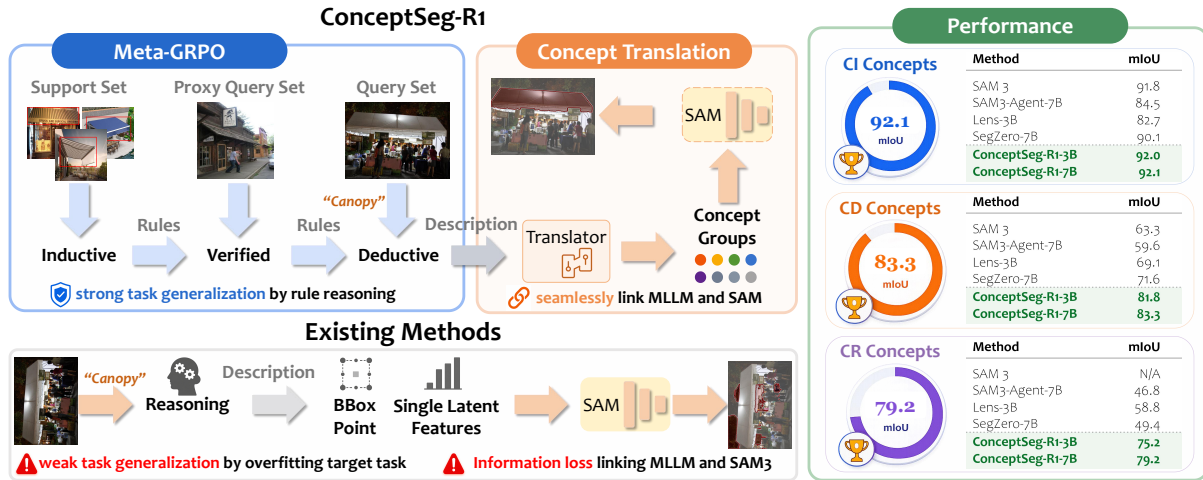 ConceptSeg-R1
Meta-GRPO
Support Set
Proxy Query Set
Query Set
"Canopy"
Rules
Rules
Description
Inductive
Verified
Deductive
strong task generalization by rule reasoning
Concept Translation
SAM
Translator
Concept
Groups
seamlessly link MLLM and SAM
Existing Methods
"Canopy"
Reasoning
Description
BBox
Point
Single Latent
Features
SAM
weak task generalization by overfitting target task
Information loss linking MLLM and SAM3
Performance
CI Concepts
92.1
mIoU
Method mIoU
SAM 3 91.8
SAM3-Agent-7B 84.5
Lens-3B 82.7
SegZero-7B 90.1
ConceptSeg-R1-3B 92.0
ConceptSeg-R1-7B 92.1
CD Concepts
83.3
mIoU
Method mIoU
SAM 3 63.3
SAM3-Agent-7B 59.6
Lens-3B 69.1
SegZero-7B 71.6
ConceptSeg-R1-3B 81.8
ConceptSeg-R1-7B 83.3
CR Concepts
79.2
mIoU
Method mIoU
SAM 3 N/A
SAM3-Agent-7B 46.8
Lens-3B 58.8
SegZero-7B 49.4
ConceptSeg-R1-3B 75.2
ConceptSeg-R1-7B 79.2